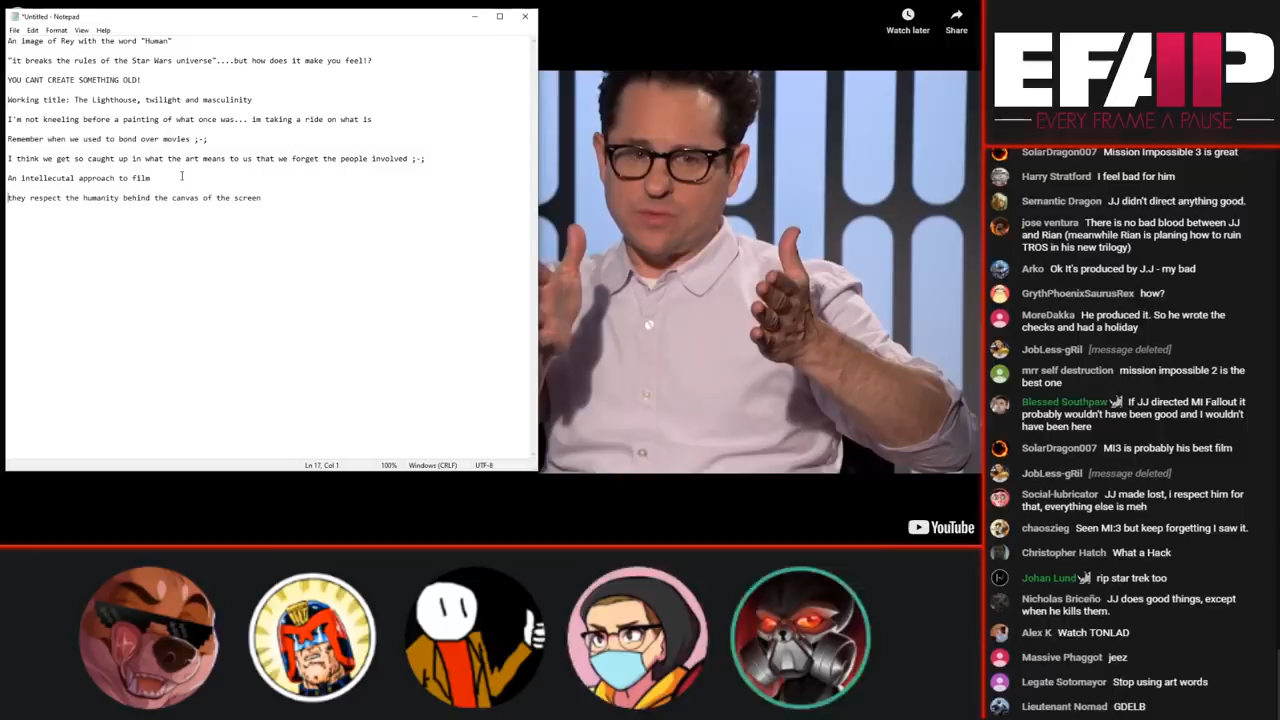 *Untitled - Notepad
File Edit Format View Help
An image of Rey with the word "Human"
"it breaks the rules of the Star Wars universe"....but how does it make you feel!?
YOU CANT CREATE SOMETHING OLD!
Working title: The Lighthouse, twilight and masculinity
I'm not kneeling before a painting of what once was... im taking a ride on what is
Remember when we used to bond over movies ;-;
I think we get so caught up in what the art means to us that we forget the people involved ;-;
An intellecutal approach to film
they respect the humanity behind the canvas of the screen
Ln 17, Col 1 100% Windows (CRLF) UTF-8
Watch later Share
YouTube
EFAP
EVERY FRAME A PAUSE
SolarDragon007 Mission Impossible 3 is great
Harry Stratford I feel bad for him
Semantic Dragon JJ didn't direct anything good.
jose ventura There is no bad blood between JJ
and Rian (meanwhile Rian is planing how to ruin
TROS in his new trilogy)
Arko Ok It's produced by J.J - my bad
GrythPhoenixSaurusRex how?
MoreDakka He produced it. So he wrote the
checks and had a holiday
JobLess-gRil [message deleted]
mrr self destruction mission impossible 2 is the
best one
Blessed Southpaw If JJ directed MI Fallout it
probably wouldn't have been good and I wouldn't
have been here
SolarDragon007 MI3 is probably his best film
JobLess-gRil [message deleted]
Social-lubricator JJ made lost, i respect him for
that, everything else is meh
chaoszieg Seen MI:3 but keep forgetting I saw it.
Christopher Hatch What a Hack
Johan Lund rip star trek too
Nicholas Briceño JJ does good things, except
when he kills them.
Alex K Watch TONLAD
Massive Phaggot jeez
Legate Sotomayor Stop using art words
Lieutenant Nomad GDELB